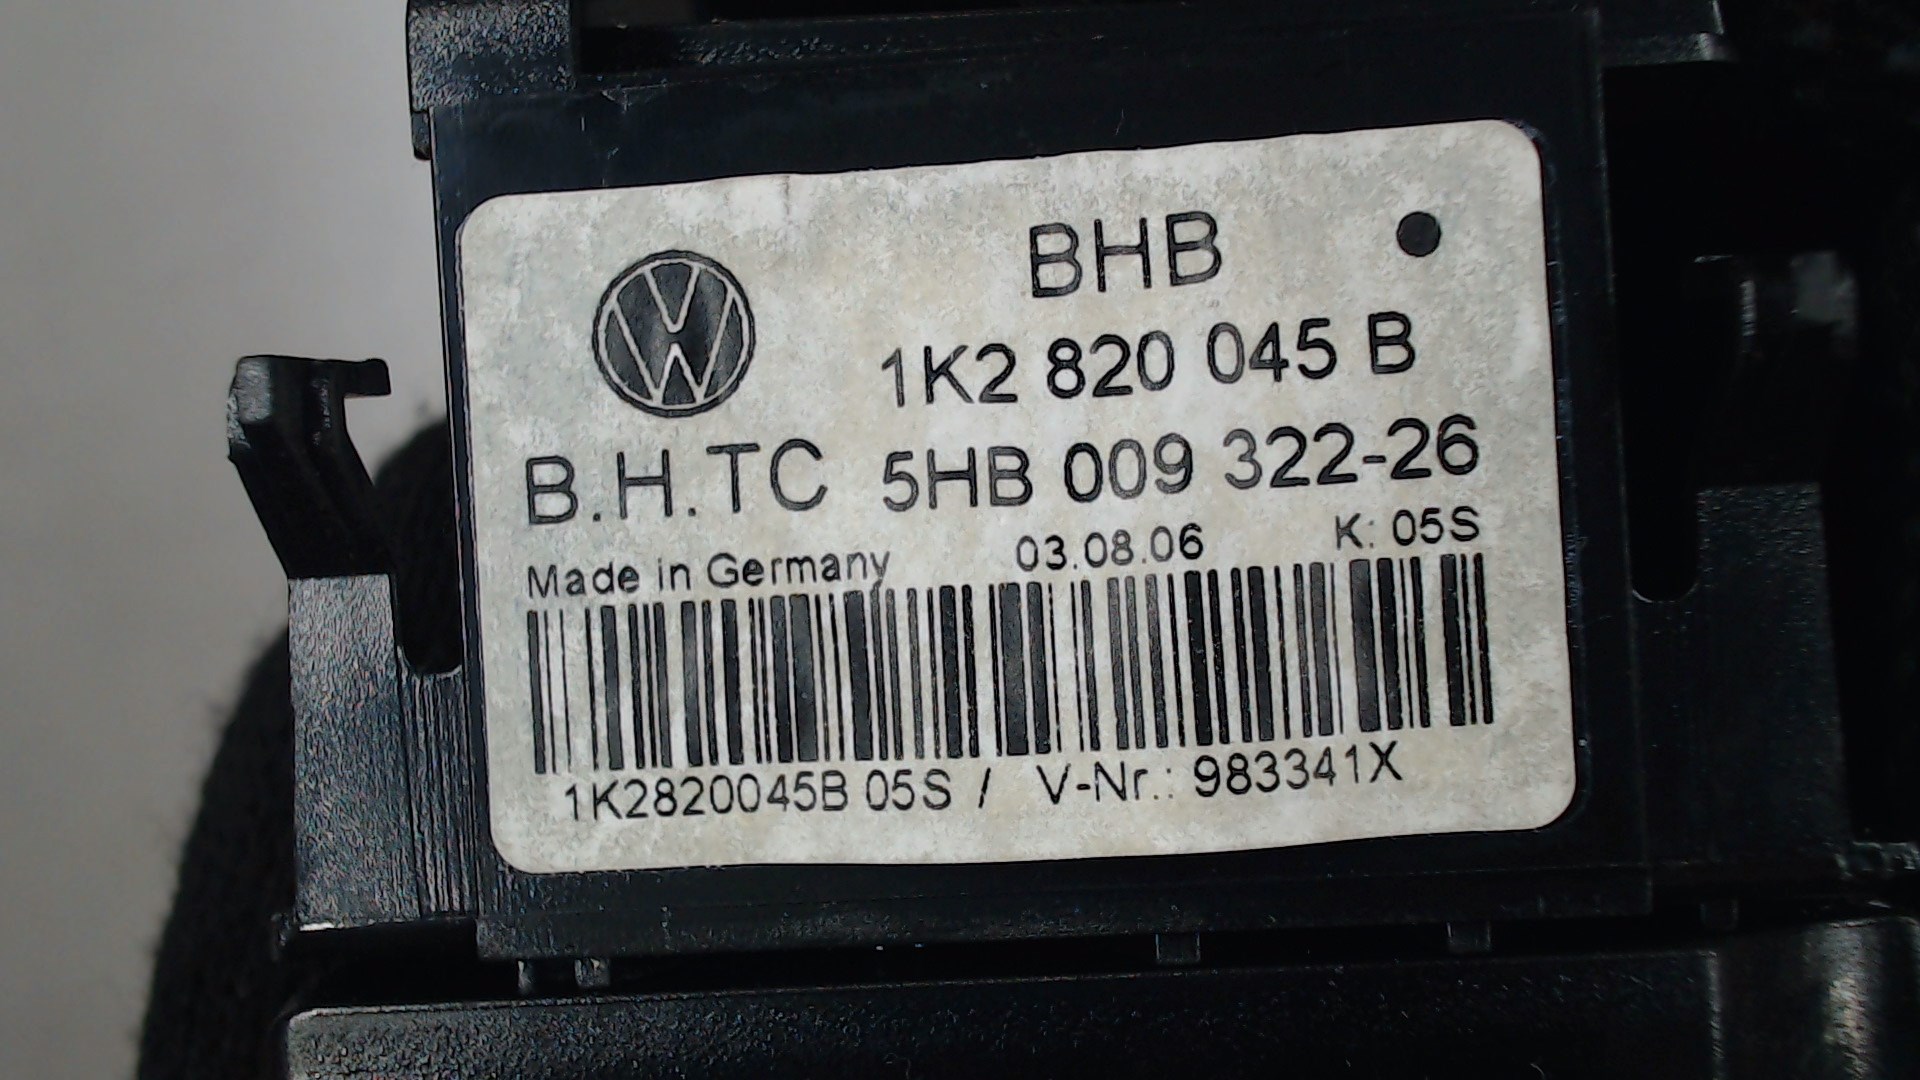 BHB
1K2 820 045 B
B.H.TC 5HB 009 322-26
Made in Germany 03.08.06 K: 05S
1K2820045B 05S / V-Nr.: 983341X